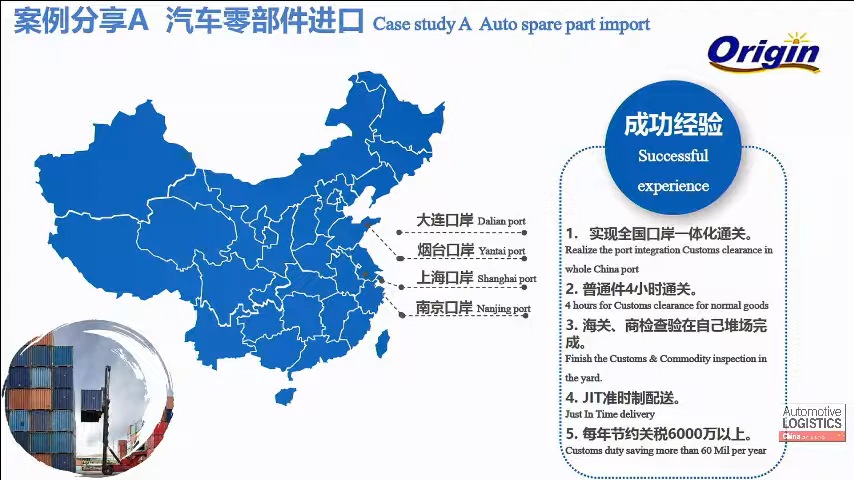 案例分享A 汽车零部件进口 Case study A Auto spare part import
Origin
成功经验
Successful
experience
大连口岸 Dalian port
烟台口岸 Yantai port
上海口岸 Shanghai port
南京口岸 Nanjing port
1. 实现全国口岸一体化通关。
Realize the port integration Customs clearance in
whole China port
2. 普通件4小时通关。
4 hours for Customs clearance for normal goods
3. 海关、商检查验在自己堆场完
成。
Finish the Customs & Commodity inspection in
the yard.
4. JIT准时制配送。
Just In Time delivery
5. 每年节约关税6000万以上。
Customs duty saving more than 60 Mil per year
Automotive
LOGISTICS
China